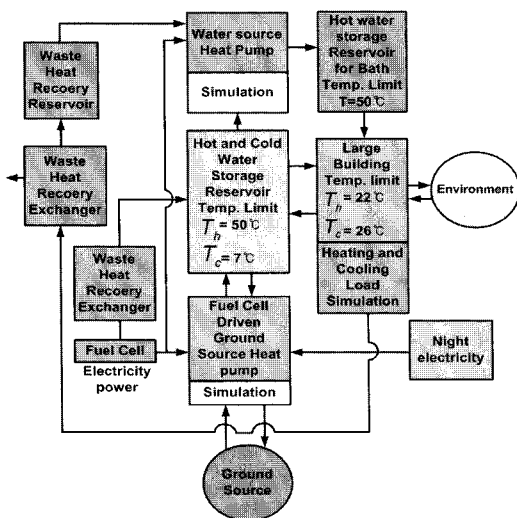 Waste
Heat
Recoery
Reservoir
Water source
Heat Pump
Simulation
Hot water
storage
Reservoir
for Bath
Temp. Limit
T=50℃
Waste
Heat
Recoery
Exchanger
Hot and Cold
Water
Storage
Reservoir
Temp. Limit
Th = 50℃
Tc = 7℃
Large
Building
Temp. limit
Th = 22℃
Tc = 26℃
Environment
Heating and
Cooling
Load
Simulation
Waste
Heat
Recoery
Exchanger
Fuel Cell
Electricity
power
Fuel Cell
Driven
Ground
Source Heat
pump
Simulation
Night
electricity
Ground
Source